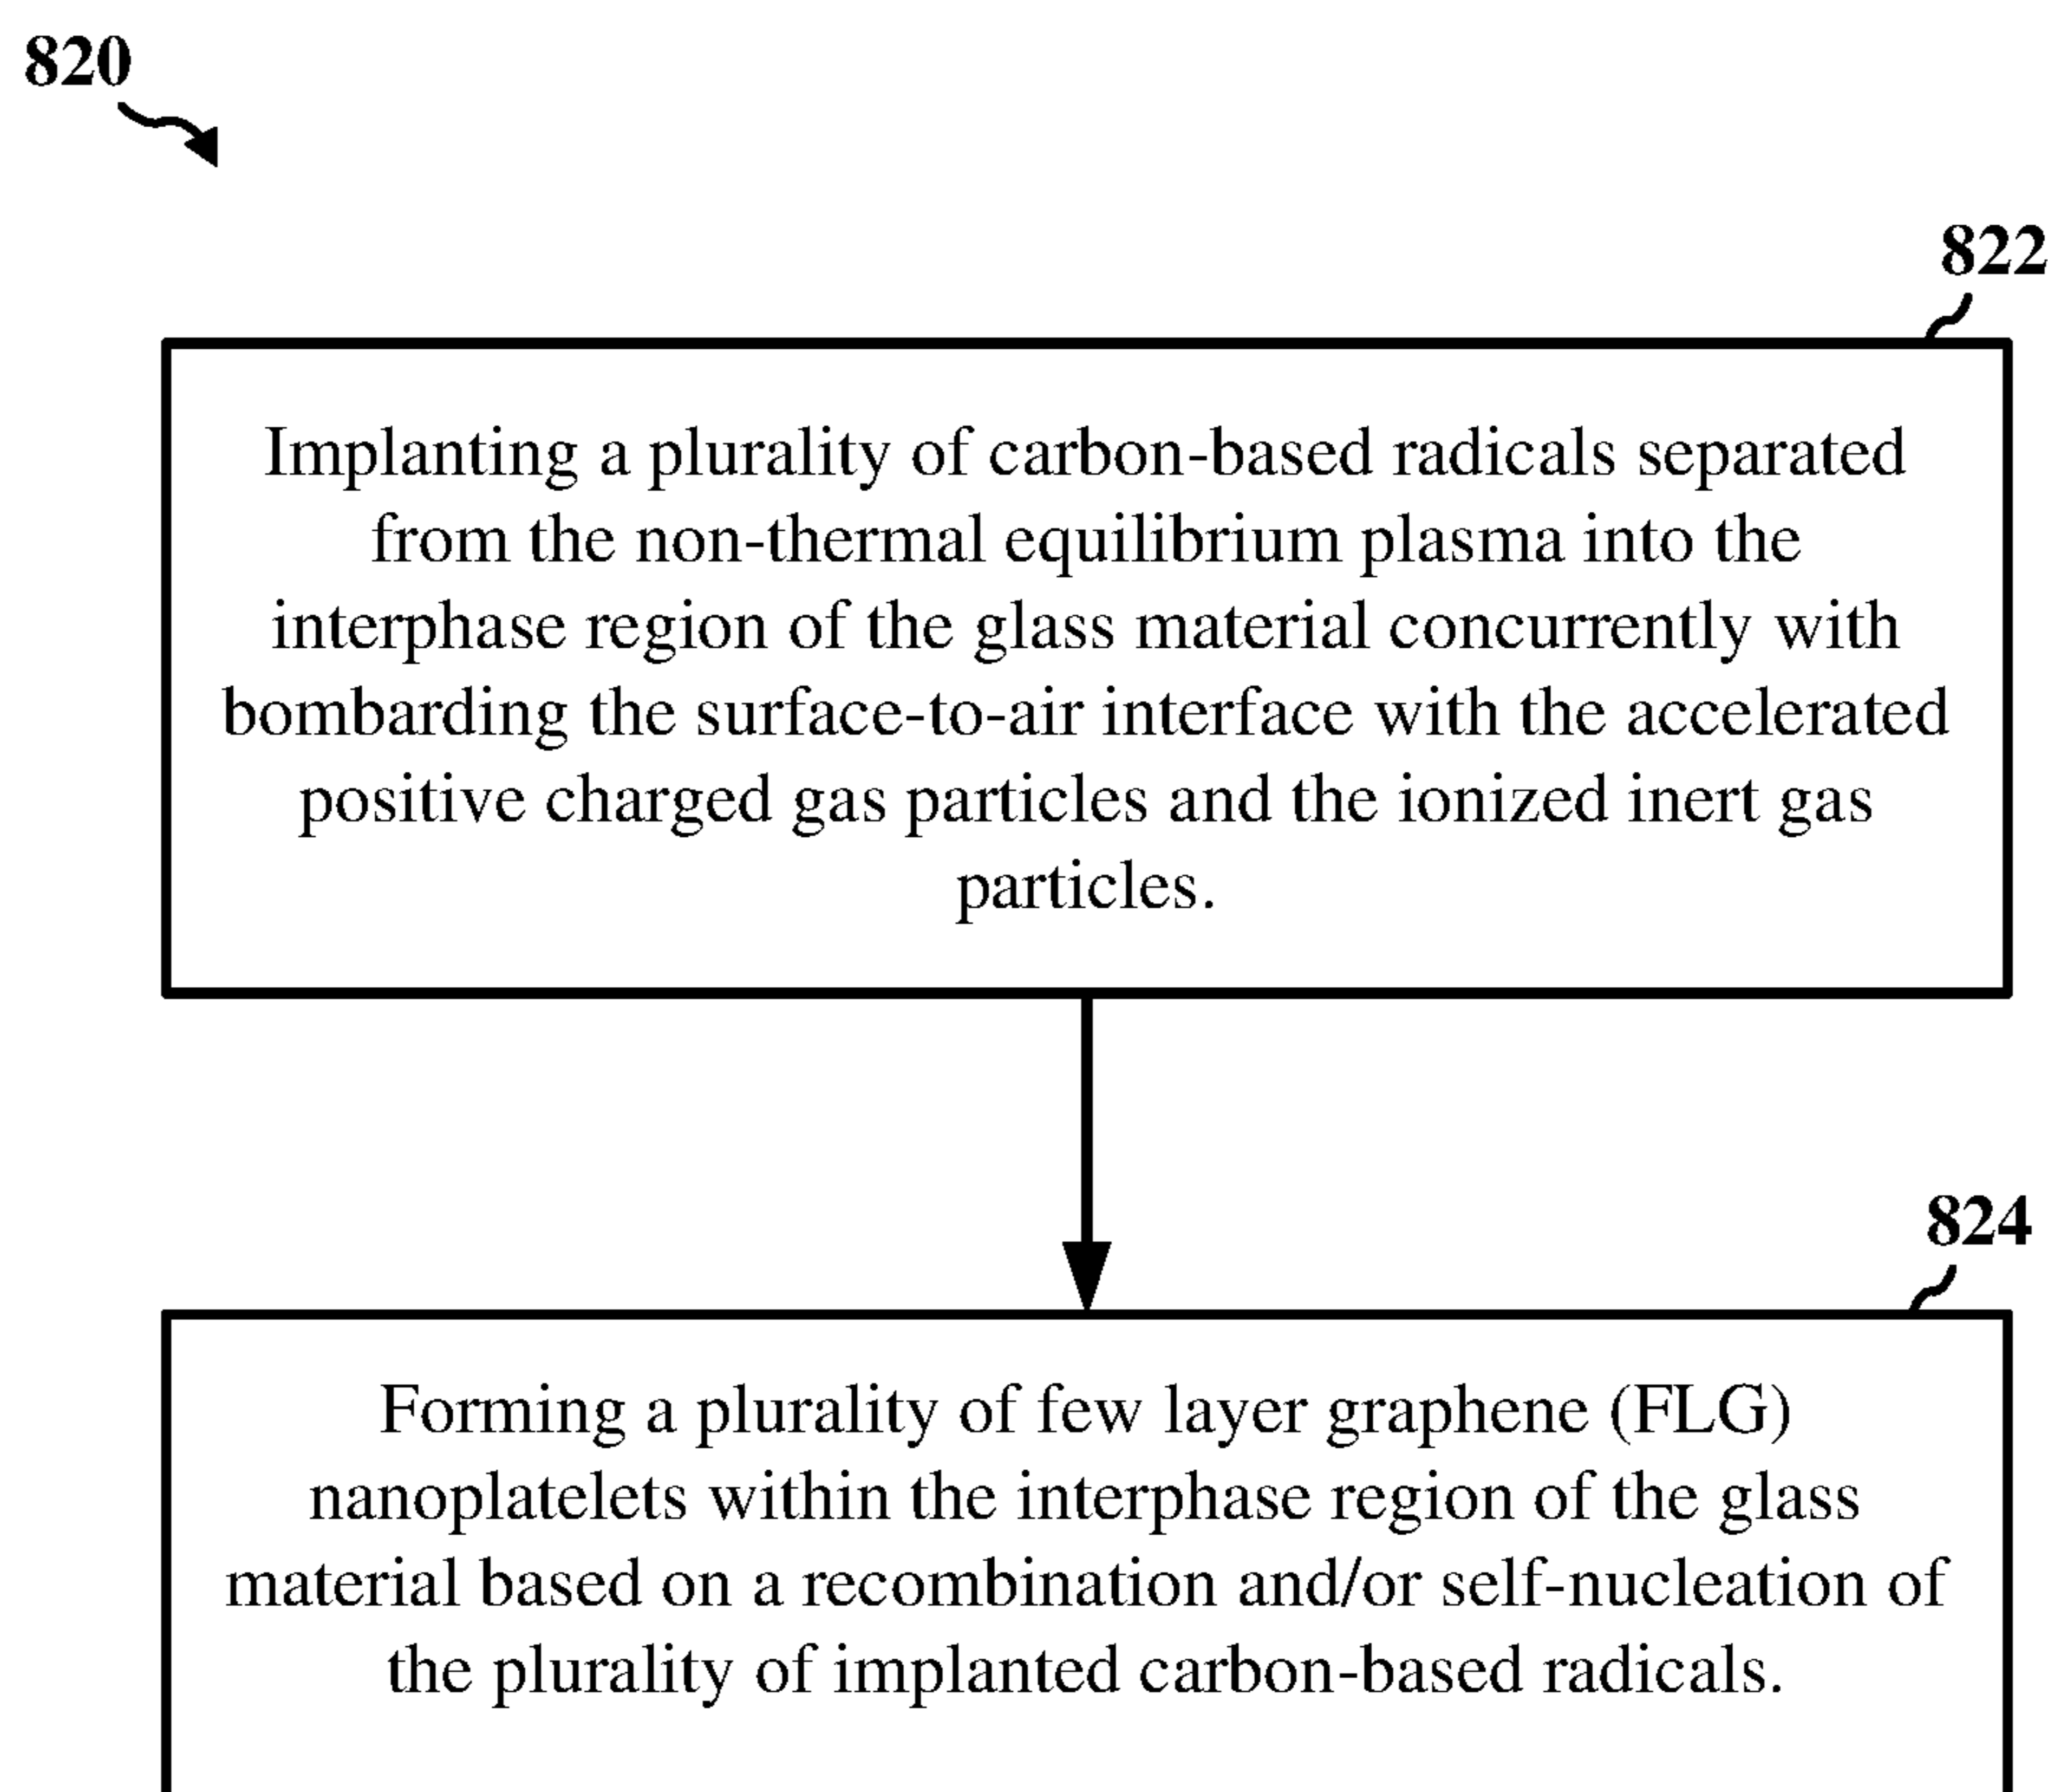 820
822
Implanting a plurality of carbon-based radicals separated
from the non-thermal equilibrium plasma into the
interphase region of the glass material concurrently with
bombarding the surface-to-air interface with the accelerated
positive charged gas particles and the ionized inert gas
particles.
824
Forming a plurality of few layer graphene (FLG)
nanoplatelets within the interphase region of the glass
material based on a recombination and/or self-nucleation of
the plurality of implanted carbon-based radicals.